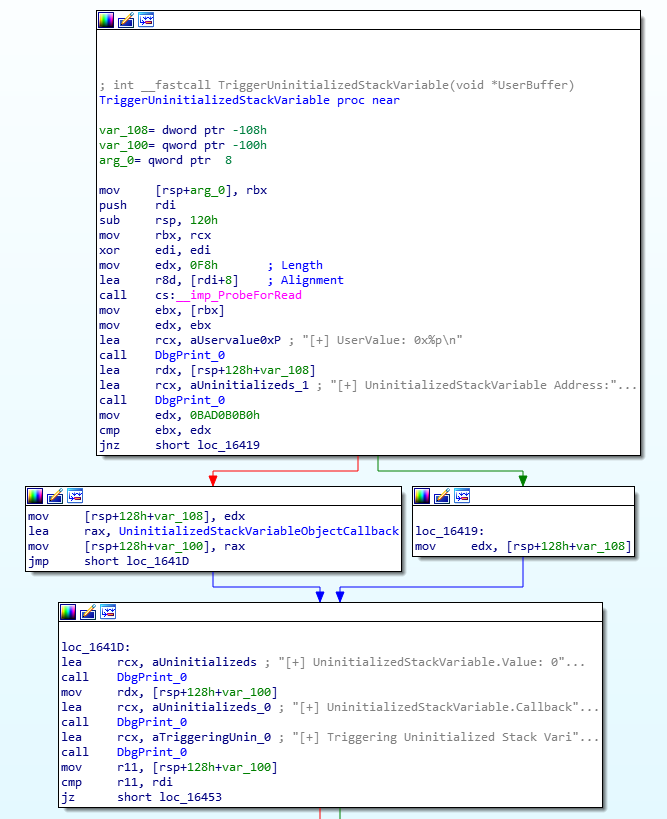 ; int __fastcall TriggerUninitializedStackVariable(void *UserBuffer)
TriggerUninitializedStackVariable proc near
var_108= dword ptr -108h
var_100= qword ptr -100h
arg_0= qword ptr  8
mov     [rsp+arg_0], rbx
push    rdi
sub     rsp, 120h
mov     rbx, rcx
xor     edi, edi
mov     edx, 0F8h       ; Length
lea     r8d, [rdi+8]    ; Alignment
call    cs:__imp_ProbeForRead
mov     ebx, [rbx]
mov     edx, ebx
lea     rcx, aUservalue0xP ; "[+] UserValue: 0x%p\n"
call    DbgPrint_0
lea     rdx, [rsp+128h+var_108]
lea     rcx, aUninitializeds_1 ; "[+] UninitializedStackVariable Address:"...
call    DbgPrint_0
mov     edx, 0BAD0B0B0h
cmp     ebx, edx
jnz     short loc_16419
mov     [rsp+128h+var_108], edx
lea     rax, UninitializedStackVariableObjectCallback
mov     [rsp+128h+var_100], rax
jmp     short loc_1641D
loc_16419:
mov     edx, [rsp+128h+var_108]
loc_1641D:
lea     rcx, aUninitializeds ; "[+] UninitializedStackVariable.Value: 0"...
call    DbgPrint_0
mov     rdx, [rsp+128h+var_100]
lea     rcx, aUninitializeds_0 ; "[+] UninitializedStackVariable.Callback"...
call    DbgPrint_0
lea     rcx, aTriggeringUnin_0 ; "[+] Triggering Uninitialized Stack Vari"...
call    DbgPrint_0
mov     r11, [rsp+128h+var_100]
cmp     r11, rdi
jz      short loc_16453